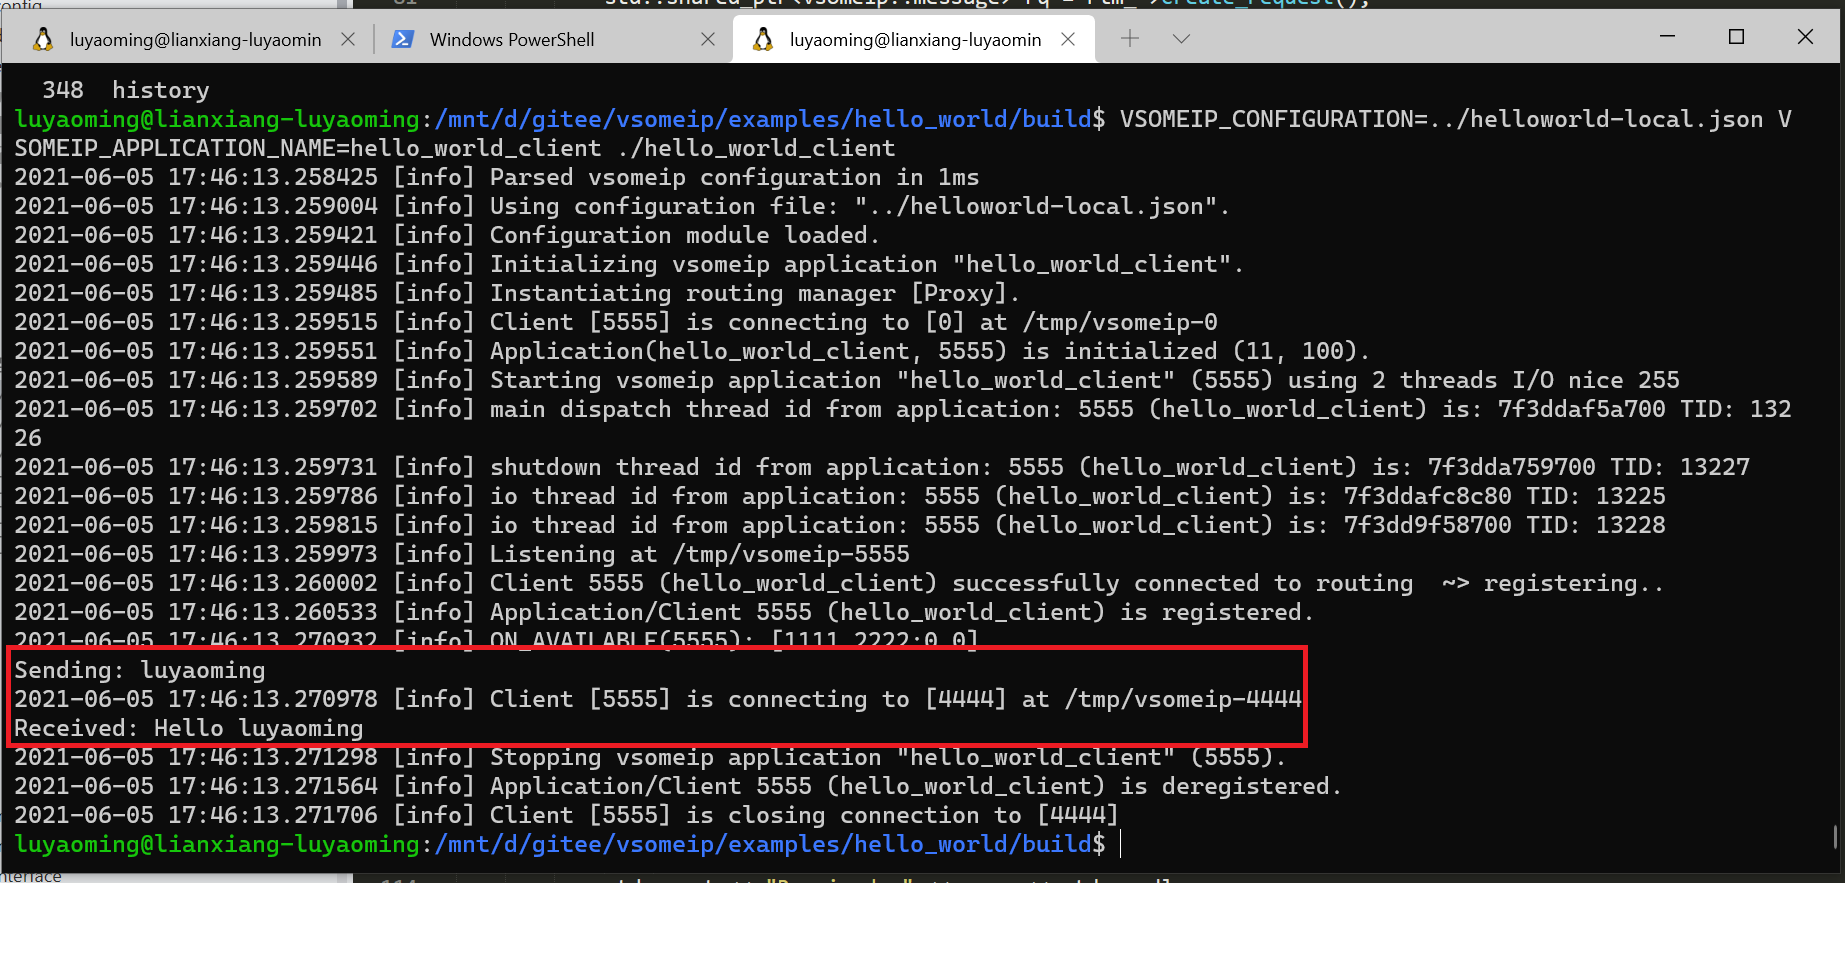 luyaoming@lianxiang-luyaomin
Windows PowerShell
luyaoming@lianxiang-luyaomin
348  history
luyaoming@lianxiang-luyaoming:/mnt/d/gitee/vsomeip/examples/hello_world/build$ VSOMEIP_CONFIGURATION=../helloworld-local.json V
SOMEIP_APPLICATION_NAME=hello_world_client ./hello_world_client
2021-06-05 17:46:13.258425 [info] Parsed vsomeip configuration in 1ms
2021-06-05 17:46:13.259004 [info] Using configuration file: "../helloworld-local.json".
2021-06-05 17:46:13.259421 [info] Configuration module loaded.
2021-06-05 17:46:13.259446 [info] Initializing vsomeip application "hello_world_client".
2021-06-05 17:46:13.259485 [info] Instantiating routing manager [Proxy].
2021-06-05 17:46:13.259515 [info] Client [5555] is connecting to [0] at /tmp/vsomeip-0
2021-06-05 17:46:13.259551 [info] Application(hello_world_client, 5555) is initialized (11, 100).
2021-06-05 17:46:13.259589 [info] Starting vsomeip application "hello_world_client" (5555) using 2 threads I/O nice 255
2021-06-05 17:46:13.259702 [info] main dispatch thread id from application: 5555 (hello_world_client) is: 7f3ddaf5a700 TID: 132
26
2021-06-05 17:46:13.259731 [info] shutdown thread id from application: 5555 (hello_world_client) is: 7f3dda759700 TID: 13227
2021-06-05 17:46:13.259786 [info] io thread id from application: 5555 (hello_world_client) is: 7f3ddafc8c80 TID: 13225
2021-06-05 17:46:13.259815 [info] io thread id from application: 5555 (hello_world_client) is: 7f3dd9f58700 TID: 13228
2021-06-05 17:46:13.259973 [info] Listening at /tmp/vsomeip-5555
2021-06-05 17:46:13.260002 [info] Client 5555 (hello_world_client) successfully connected to routing  ~> registering..
2021-06-05 17:46:13.260533 [info] Application/Client 5555 (hello_world_client) is registered.
2021-06-05 17:46:13.270932 [info] ON_AVAILABLE(5555): [1111.2222:0.0]
Sending: luyaoming
2021-06-05 17:46:13.270978 [info] Client [5555] is connecting to [4444] at /tmp/vsomeip-4444
Received: Hello luyaoming
2021-06-05 17:46:13.271298 [info] Stopping vsomeip application "hello_world_client" (5555).
2021-06-05 17:46:13.271564 [info] Application/Client 5555 (hello_world_client) is deregistered.
2021-06-05 17:46:13.271706 [info] Client [5555] is closing connection to [4444]
luyaoming@lianxiang-luyaoming:/mnt/d/gitee/vsomeip/examples/hello_world/build$